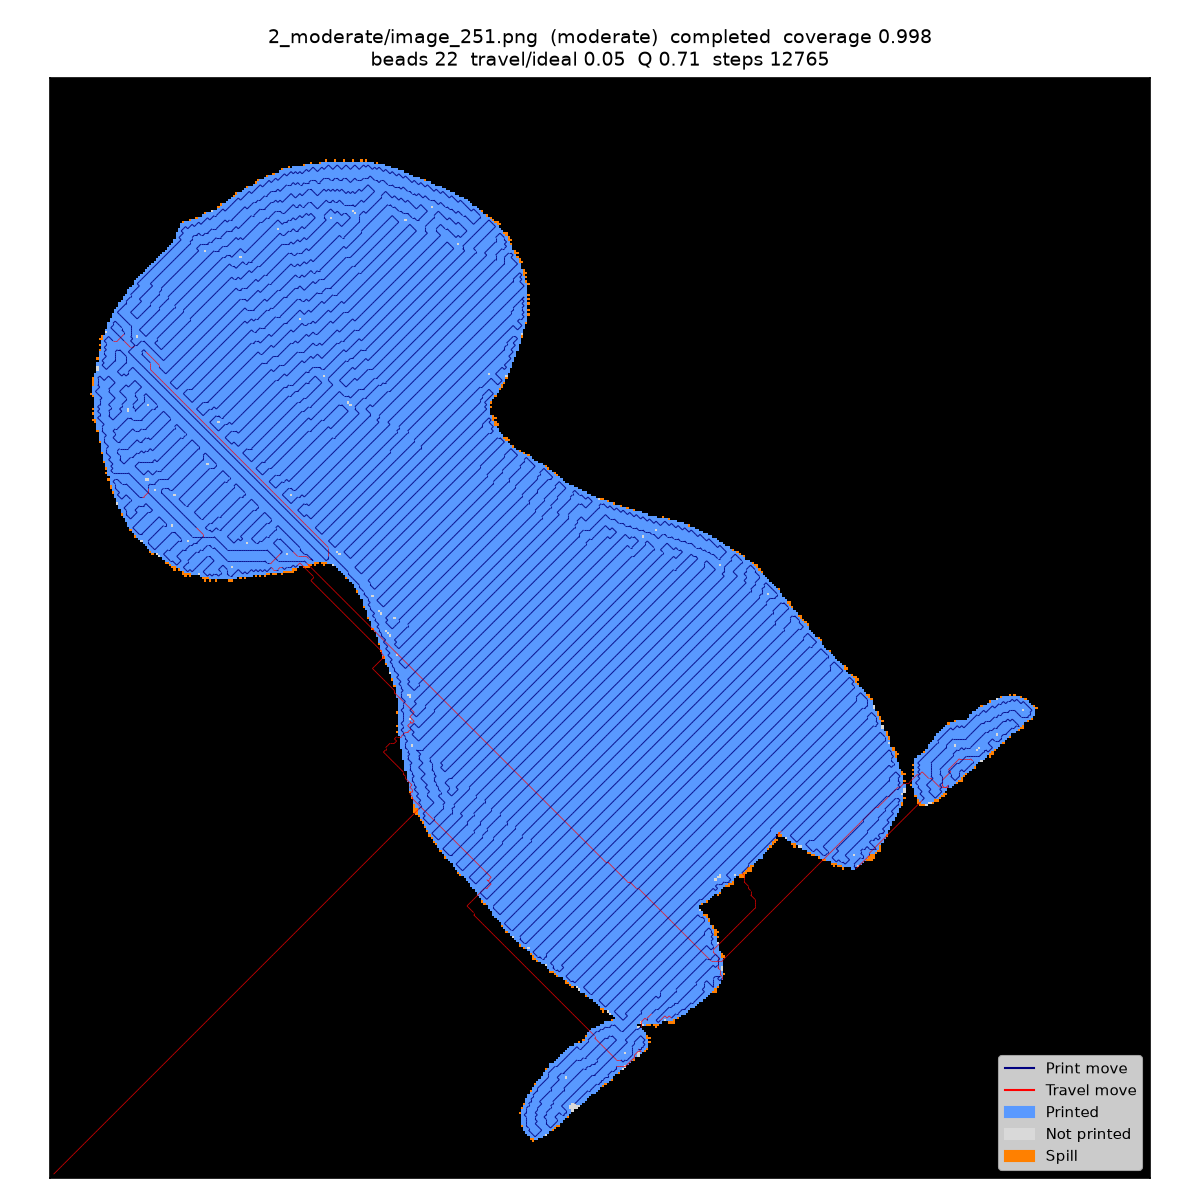 2_moderate/image_251.png  (moderate)  completed  coverage 0.998
beads 22  travel/ideal 0.05  Q 0.71  steps 12765
Print move
Travel move
Printed
Not printed
Spill